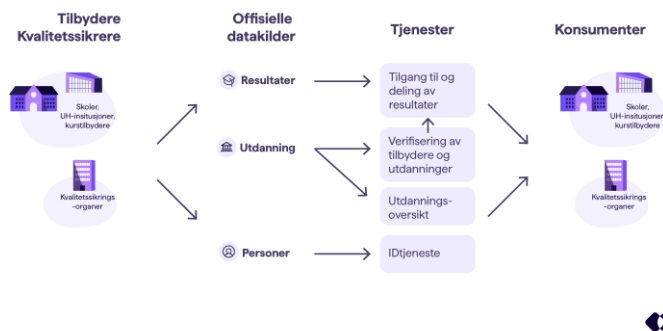 Tilbydere
Kvalitetssikrere
Offisielle
datakilder
Tjenester
Konsumenter
Skoler,
UH-insitusjoner,
kurstilbydere
Kvalitetssikrings
-organer
Resultater
Utdanning
Personer
Tilgang til og
deling av
resultater
Verifisering av
tilbydere og
utdanninger
Utdannings-
oversikt
IDtjeneste
Skoler,
UH-insitusjoner,
kurstilbydere
Kvalitetssikrings
-organer